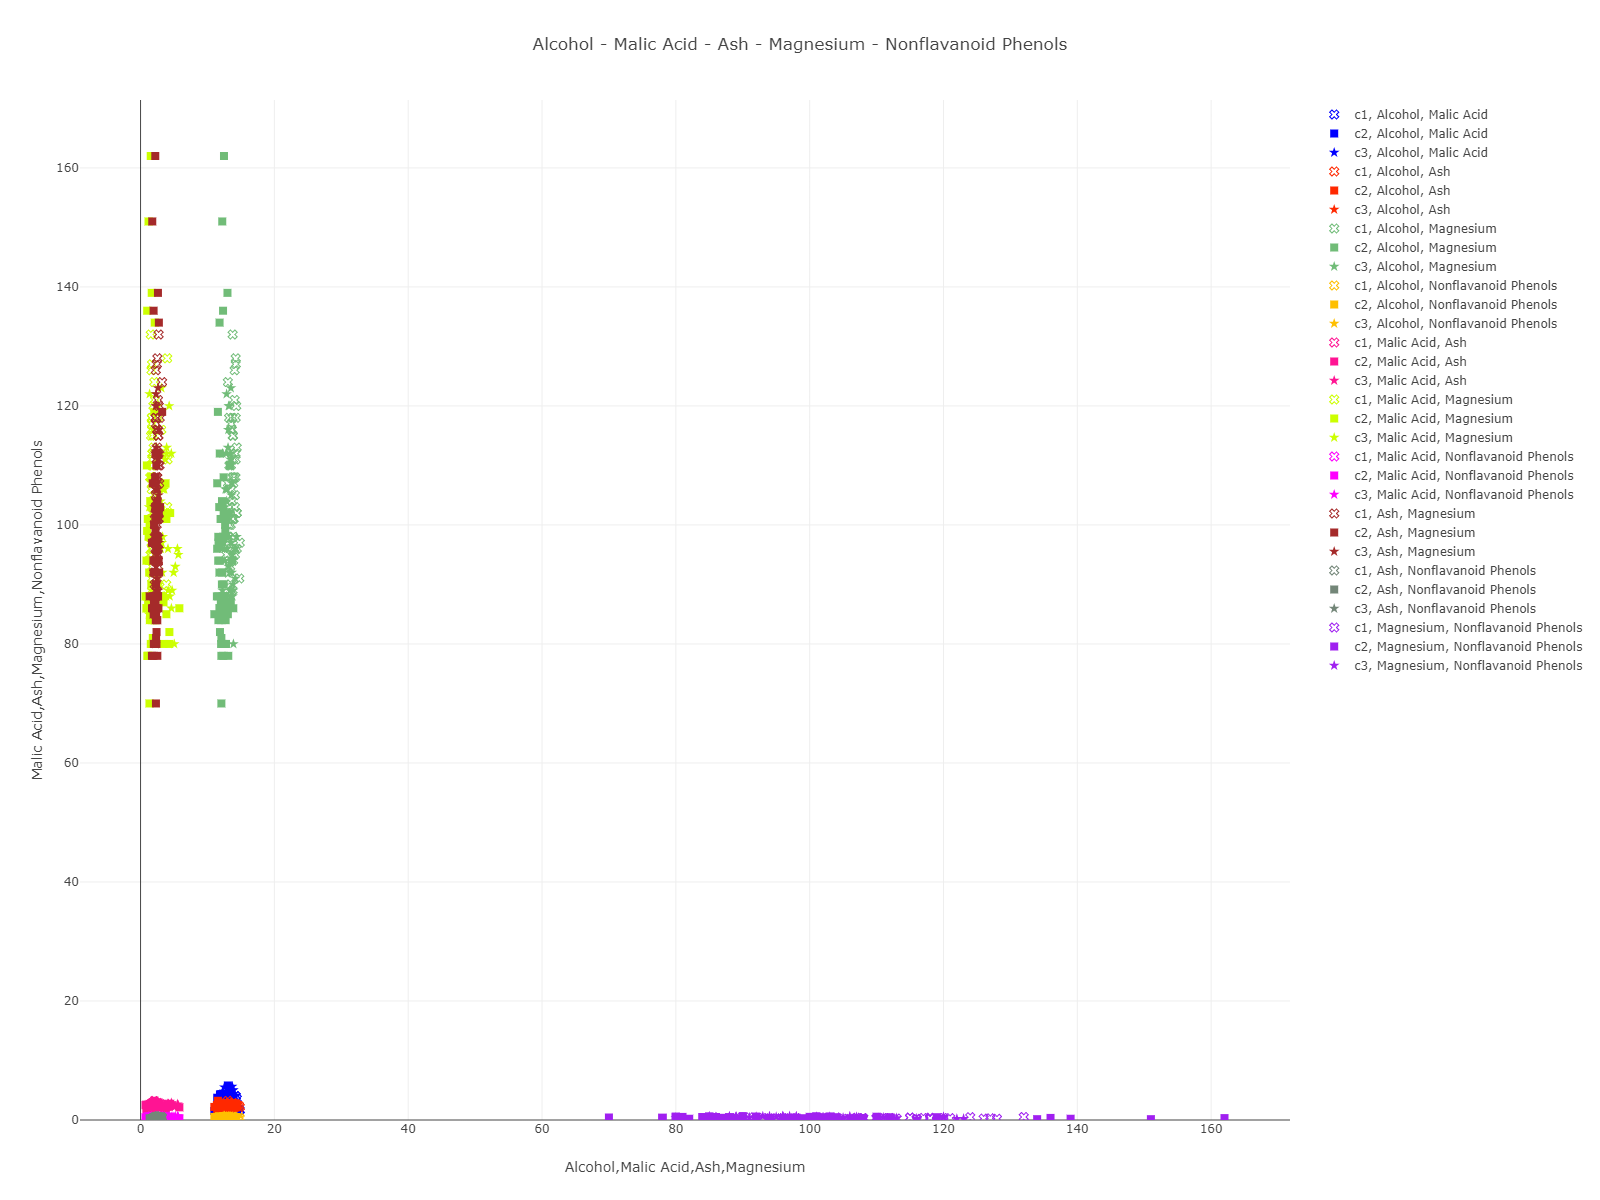 Alcohol - Malic Acid - Ash - Magnesium - Nonflavanoid Phenols
c1, Alcohol, Malic Acid
c2, Alcohol, Malic Acid
c3, Alcohol, Malic Acid
c1, Alcohol, Ash
c2, Alcohol, Ash
c3, Alcohol, Ash
c1, Alcohol, Magnesium
c2, Alcohol, Magnesium
c3, Alcohol, Magnesium
c1, Alcohol, Nonflavanoid Phenols
c2, Alcohol, Nonflavanoid Phenols
c3, Alcohol, Nonflavanoid Phenols
c1, Malic Acid, Ash
c2, Malic Acid, Ash
c3, Malic Acid, Ash
c1, Malic Acid, Magnesium
c2, Malic Acid, Magnesium
c3, Malic Acid, Magnesium
c1, Malic Acid, Nonflavanoid Phenols
c2, Malic Acid, Nonflavanoid Phenols
c3, Malic Acid, Nonflavanoid Phenols
c1, Ash, Magnesium
c2, Ash, Magnesium
c3, Ash, Magnesium
c1, Ash, Nonflavanoid Phenols
c2, Ash, Nonflavanoid Phenols
c3, Ash, Nonflavanoid Phenols
c1, Magnesium, Nonflavanoid Phenols
c2, Magnesium, Nonflavanoid Phenols
c3, Magnesium, Nonflavanoid Phenols
Malic Acid,Ash,Magnesium,Nonflavanoid Phenols
160
140
120
100
80
60
40
20
0
0 20 40 60 80 100 120 140 160
Alcohol,Malic Acid,Ash,Magnesium